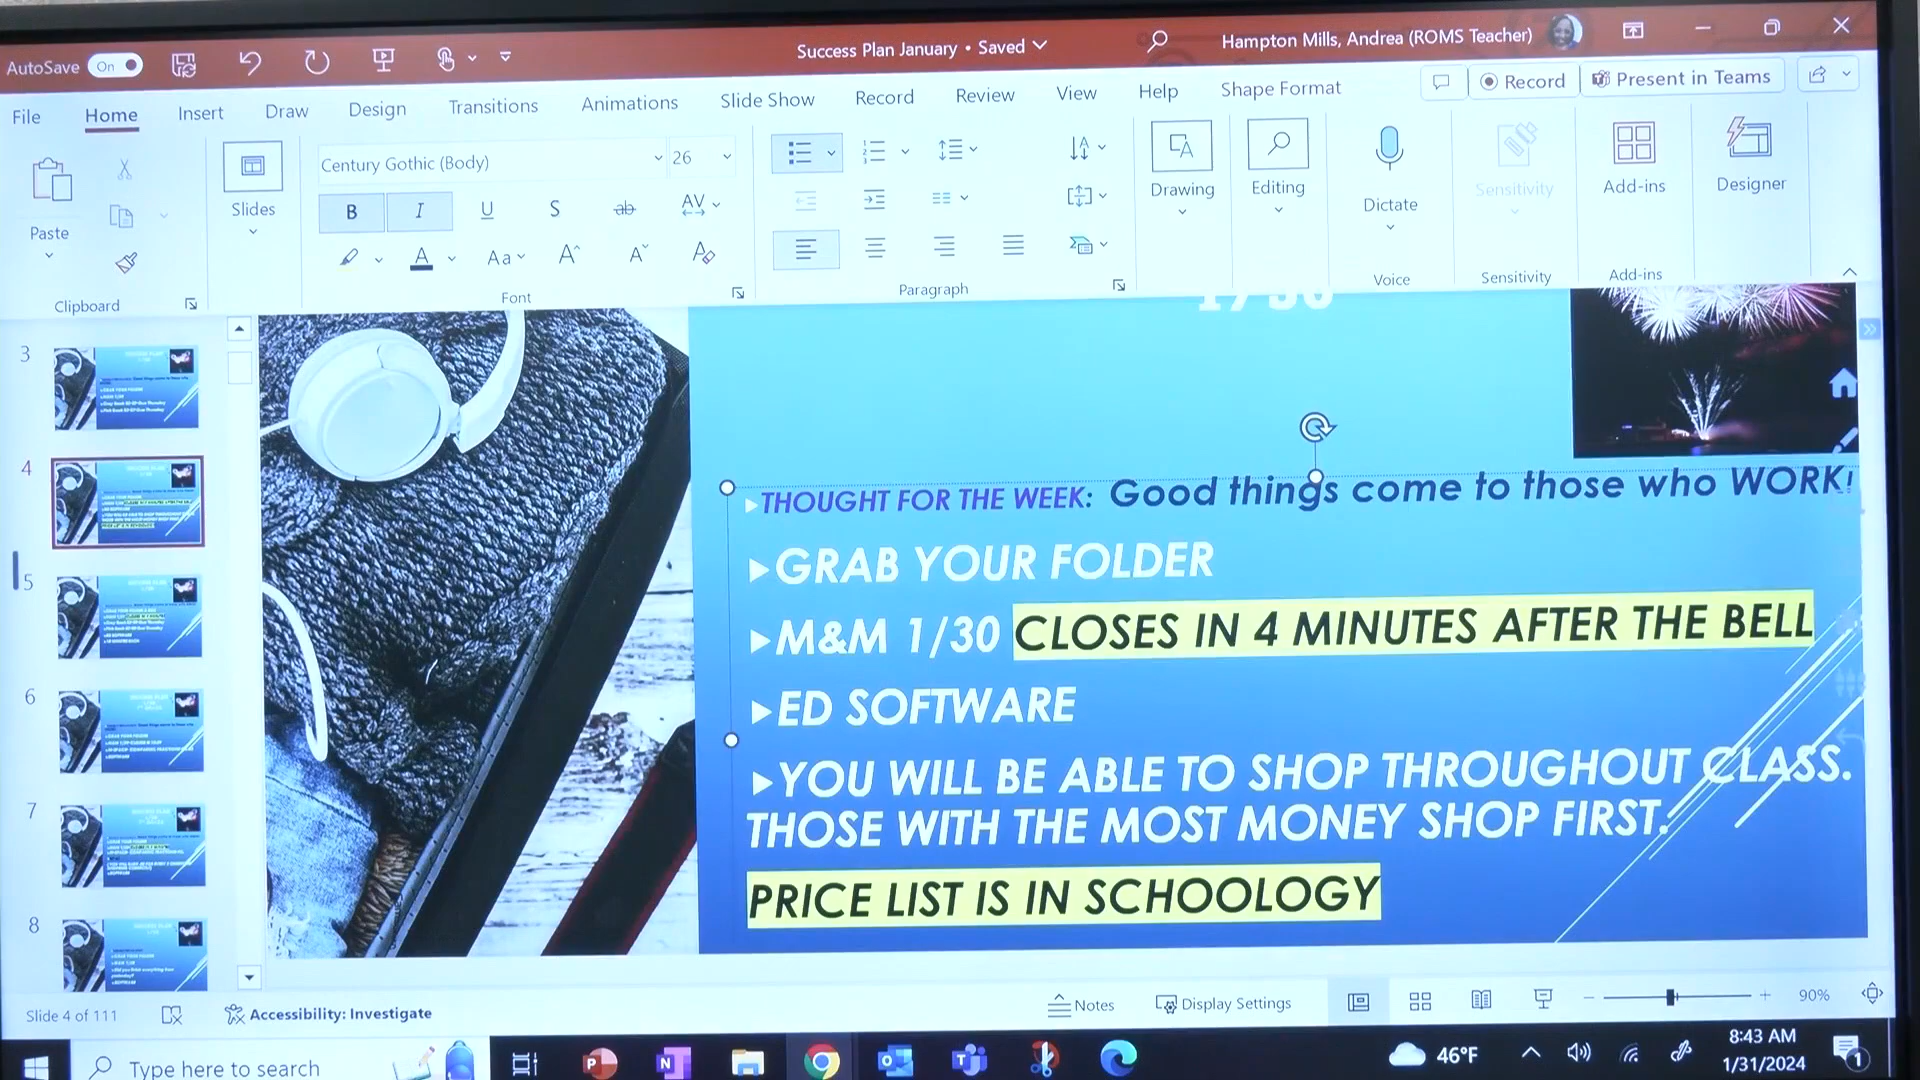 AutoSave On
Success Plan January • Saved
Hampton Mills, Andrea (ROMS Teacher)
File Home Insert Draw Design Transitions Animations Slide Show Record Review View Help Shape Format
Record
Present in Teams
Paste
Clipboard
Slides
Century Gothic (Body) 26
B I U S ab AV
A Aa A A A
Font
Paragraph
Drawing
Editing
Dictate
Voice
Sensitivity
Sensitivity
Add-ins
Add-ins
Designer
3
4
5
6
7
8
1/30
THOUGHT FOR THE WEEK: Good things come to those who WORK!
GRAB YOUR FOLDER
M&M 1/30 CLOSES IN 4 MINUTES AFTER THE BELL
ED SOFTWARE
YOU WILL BE ABLE TO SHOP THROUGHOUT CLASS.
THOSE WITH THE MOST MONEY SHOP FIRST.
PRICE LIST IS IN SCHOOLOGY
Slide 4 of 111
Accessibility: Investigate
Notes
Display Settings
90%
Type here to search
46°F
8:43 AM
1/31/2024
1